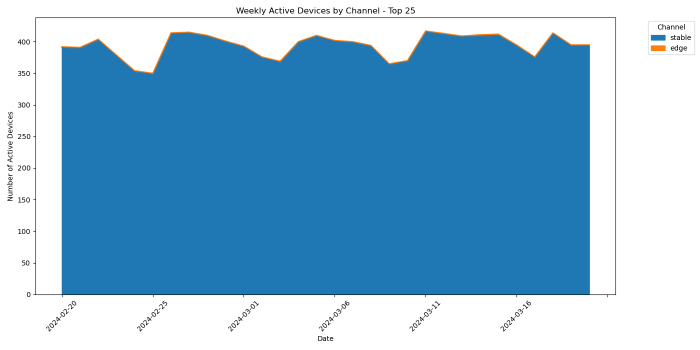 Weekly Active Devices by Channel - Top 25
Number of Active Devices
400
350
300
250
200
150
100
50
0
2024-02-20
2024-02-25
2024-03-01
2024-03-06
2024-03-11
2024-03-16
Date
Channel
stable
edge